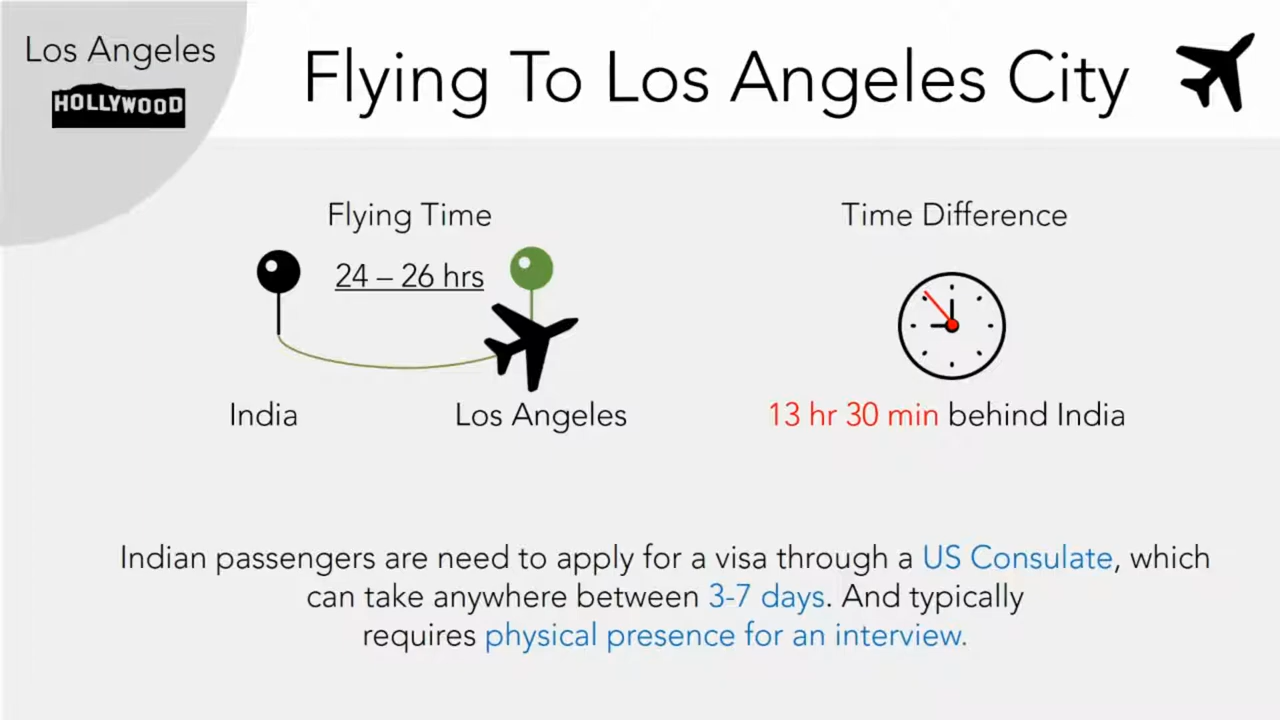 Los Angeles
HOLLYWOOD
Flying To Los Angeles City
Flying Time
24 – 26 hrs
India
Los Angeles
Time Difference
13 hr 30 min behind India
Indian passengers are need to apply for a visa through a US Consulate, which
can take anywhere between 3-7 days. And typically
requires physical presence for an interview.